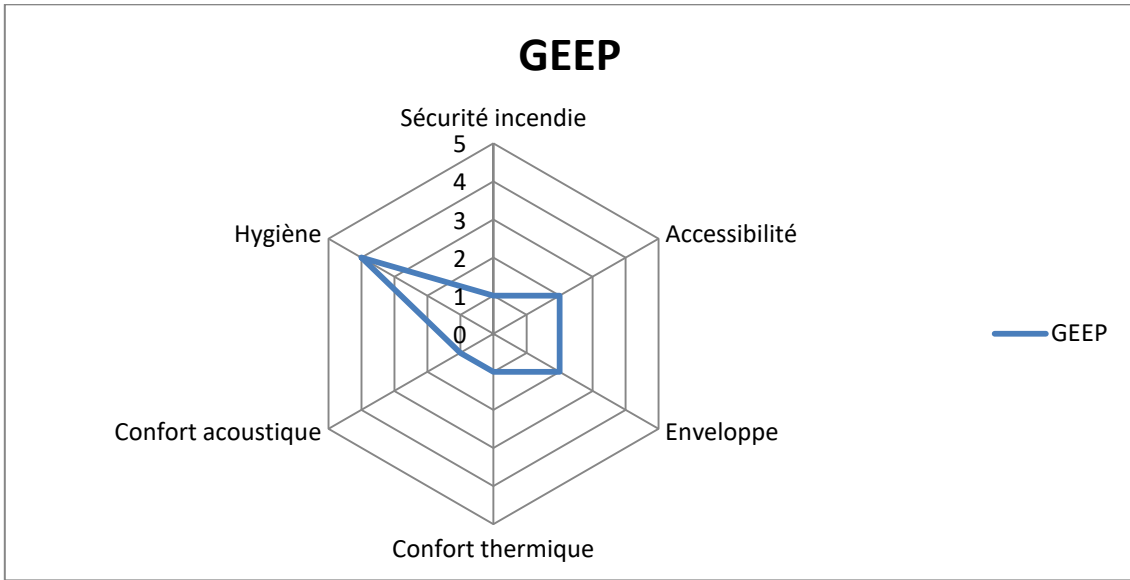 GEEP
Sécurité incendie
5
4
3
2
1
0
Hygiène
Accessibilité
GEEP
Confort acoustique
Enveloppe
Confort thermique